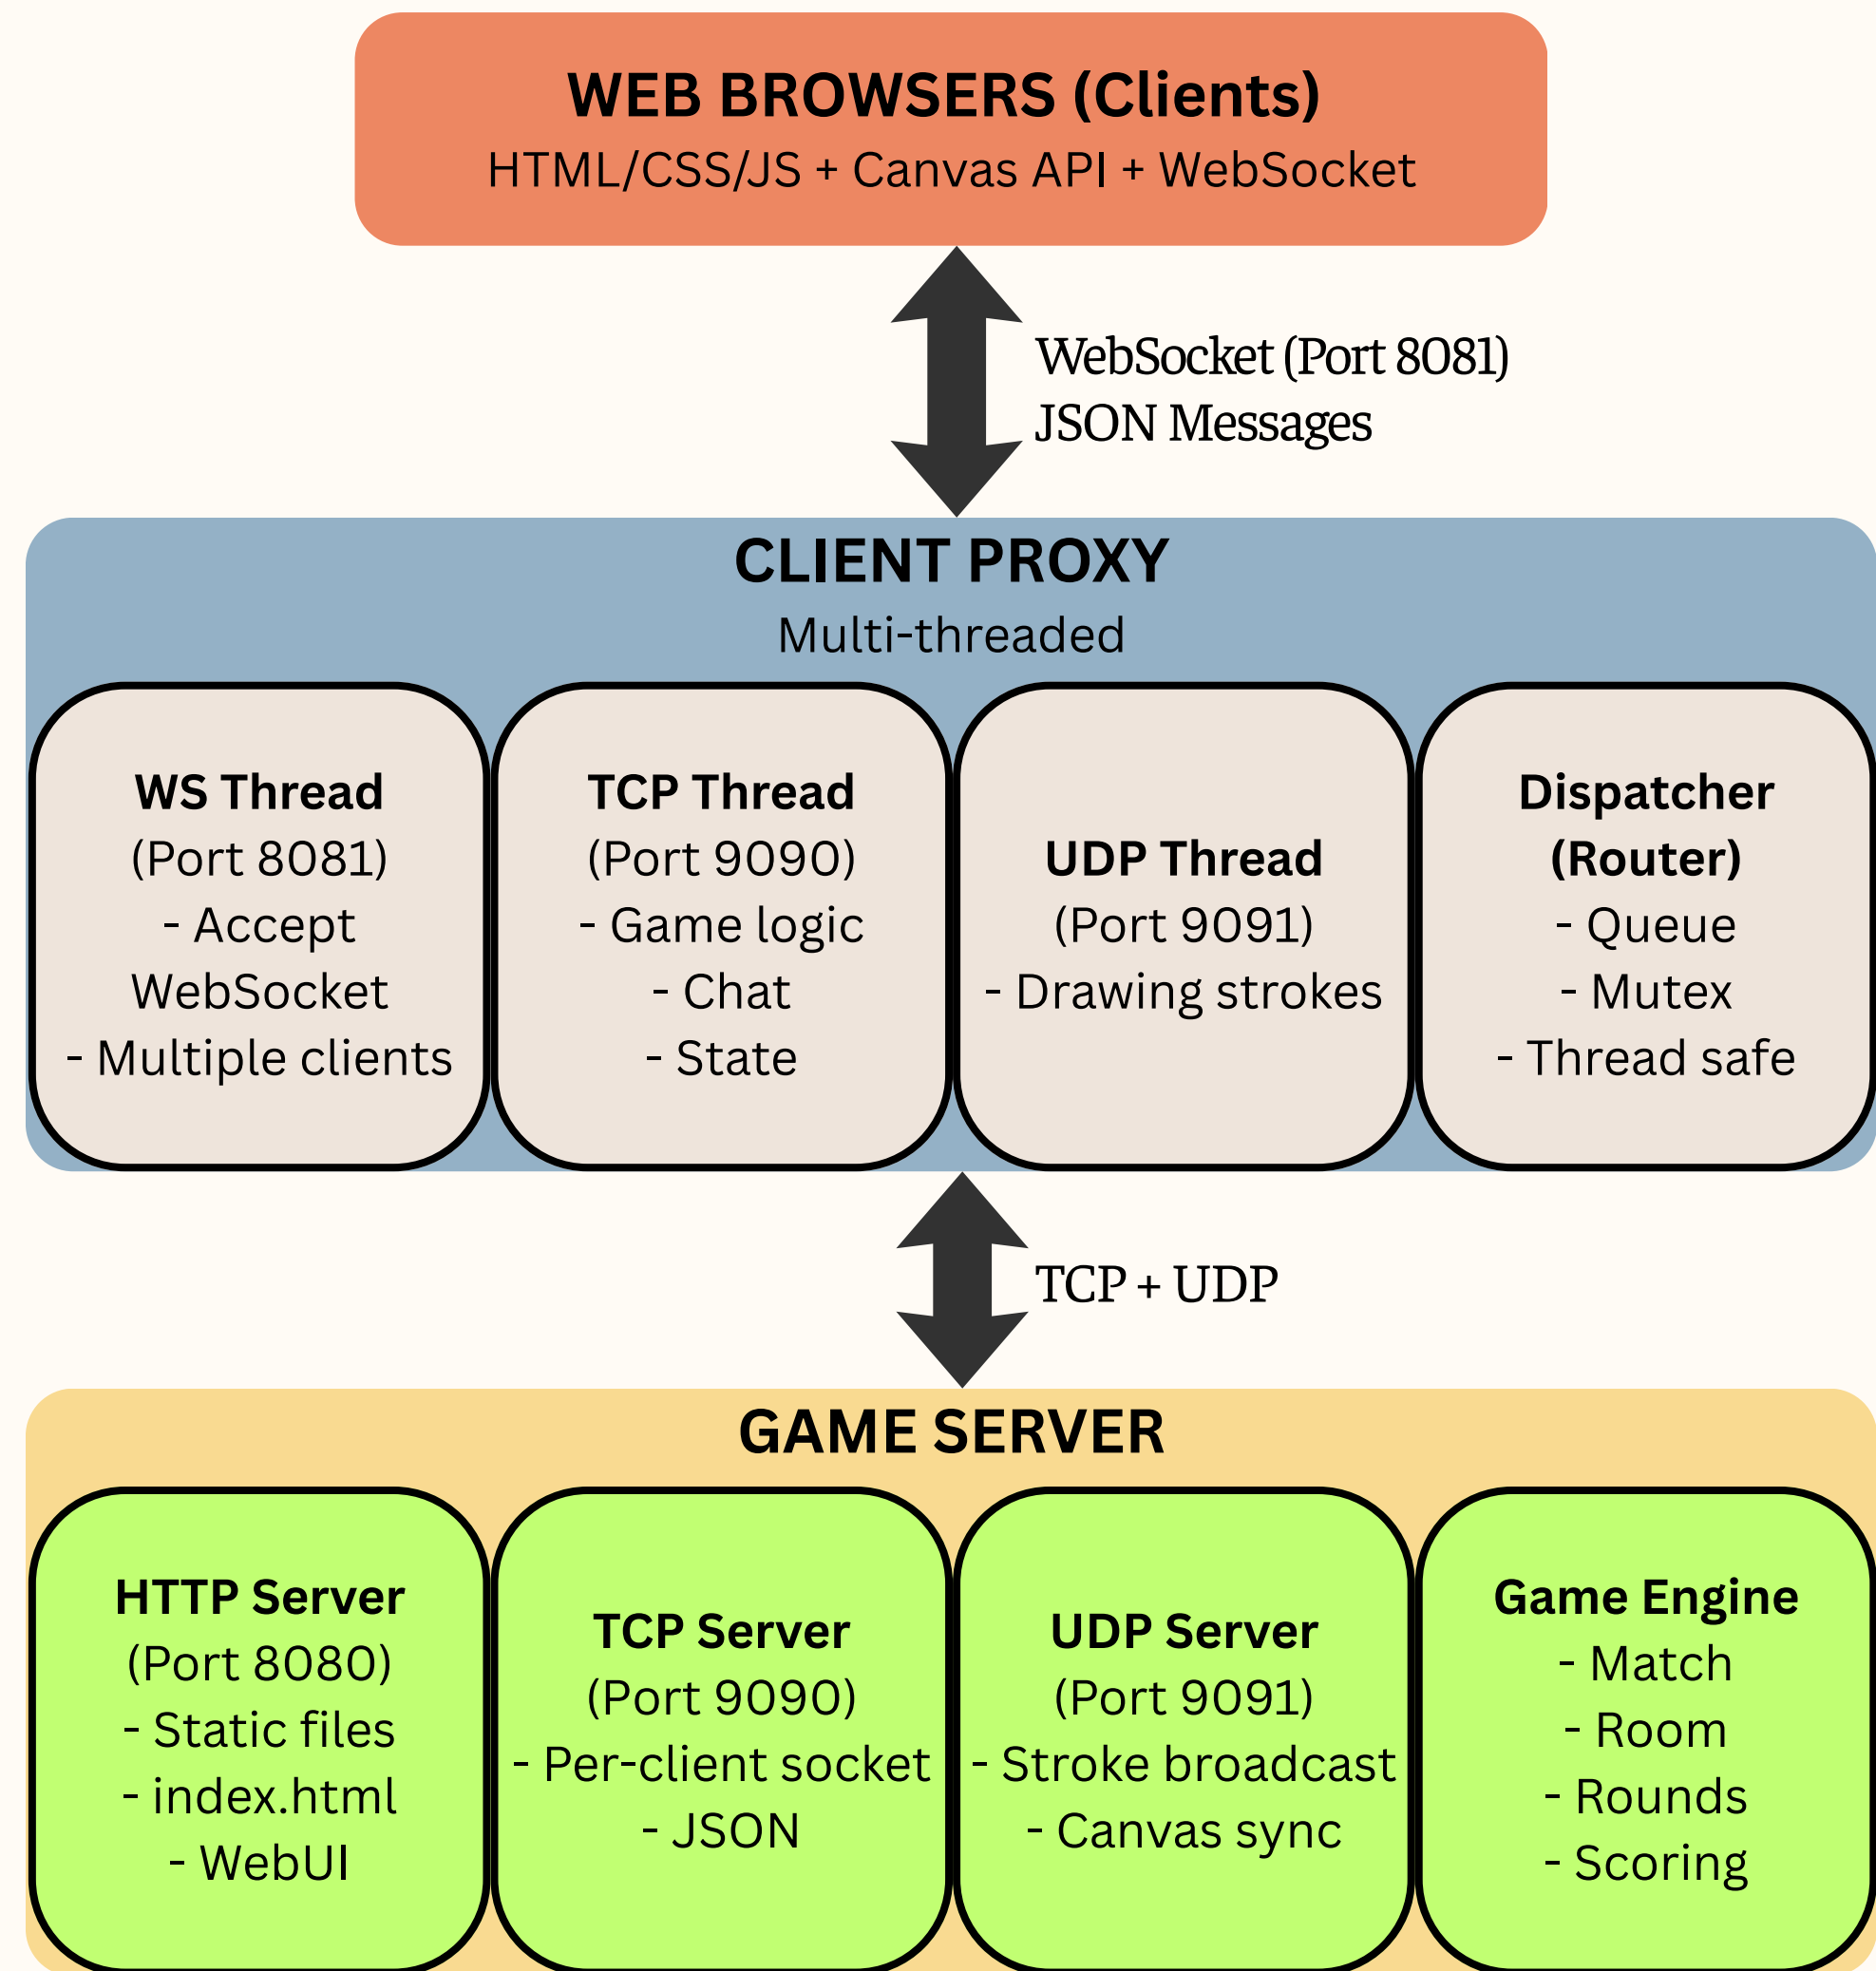 WEB BROWSERS (Clients)
HTML/CSS/JS + Canvas API + WebSocket
WebSocket (Port 8081)
JSON Messages
CLIENT PROXY
Multi-threaded
WS Thread
(Port 8081)
- Accept
WebSocket
- Multiple clients
TCP Thread
(Port 9090)
- Game logic
- Chat
- State
UDP Thread
(Port 9091)
- Drawing strokes
Dispatcher
(Router)
- Queue
- Mutex
- Thread safe
TCP + UDP
GAME SERVER
HTTP Server
(Port 8080)
- Static files
- index.html
- WebUI
TCP Server
(Port 9090)
- Per-client socket
- JSON
UDP Server
(Port 9091)
- Stroke broadcast
- Canvas sync
Game Engine
- Match
- Room
- Rounds
- Scoring